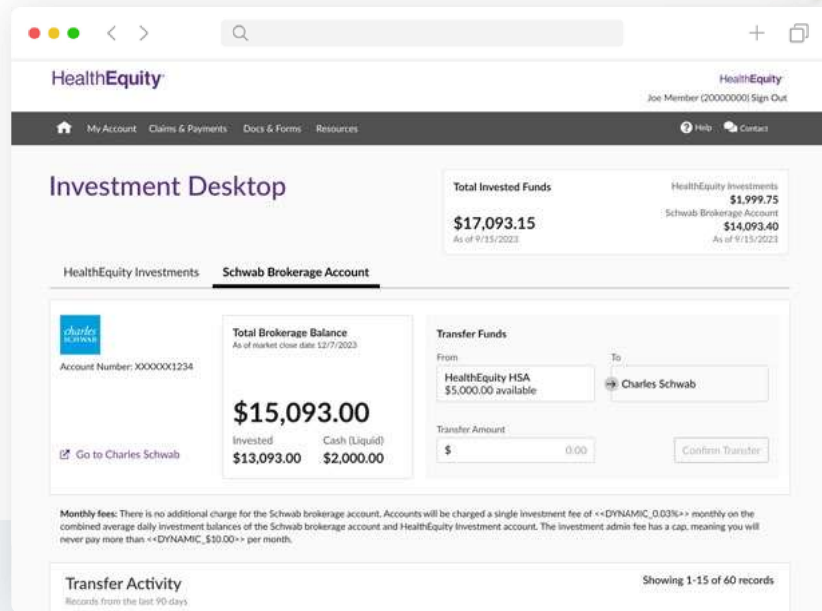 HealthEquity
HealthEquity
Joe Member (20000000) Sign Out
My Account Claims & Payments Docs & Forms Resources
Help Contact
Investment Desktop
Total Invested Funds
$17,093.15
As of 9/15/2023
HealthEquity Investments
$1,999.75
Schwab Brokerage Account
$14,093.40
As of 9/15/2023
HealthEquity Investments Schwab Brokerage Account
charles
SCHWAB
Account Number: XXXXXX1234
Go to Charles Schwab
Total Brokerage Balance
As of market close date 12/7/2023
$15,093.00
Invested Cash (Liquid)
$13,093.00 $2,000.00
Transfer Funds
From
HealthEquity HSA
$5,000.00 available
To
Charles Schwab
Transfer Amount
$ 0.00
Confirm Transfer
Monthly fees: There is no additional charge for the Schwab brokerage account. Accounts will be charged a single investment fee of <<DYNAMIC_0.03%>> monthly on the
combined average daily investment balances of the Schwab brokerage account and HealthEquity Investment account. The investment admin fee has a cap, meaning you will
never pay more than <<DYNAMIC_$10.00>> per month.
Transfer Activity
Records from the last 90 days
Showing 1-15 of 60 records